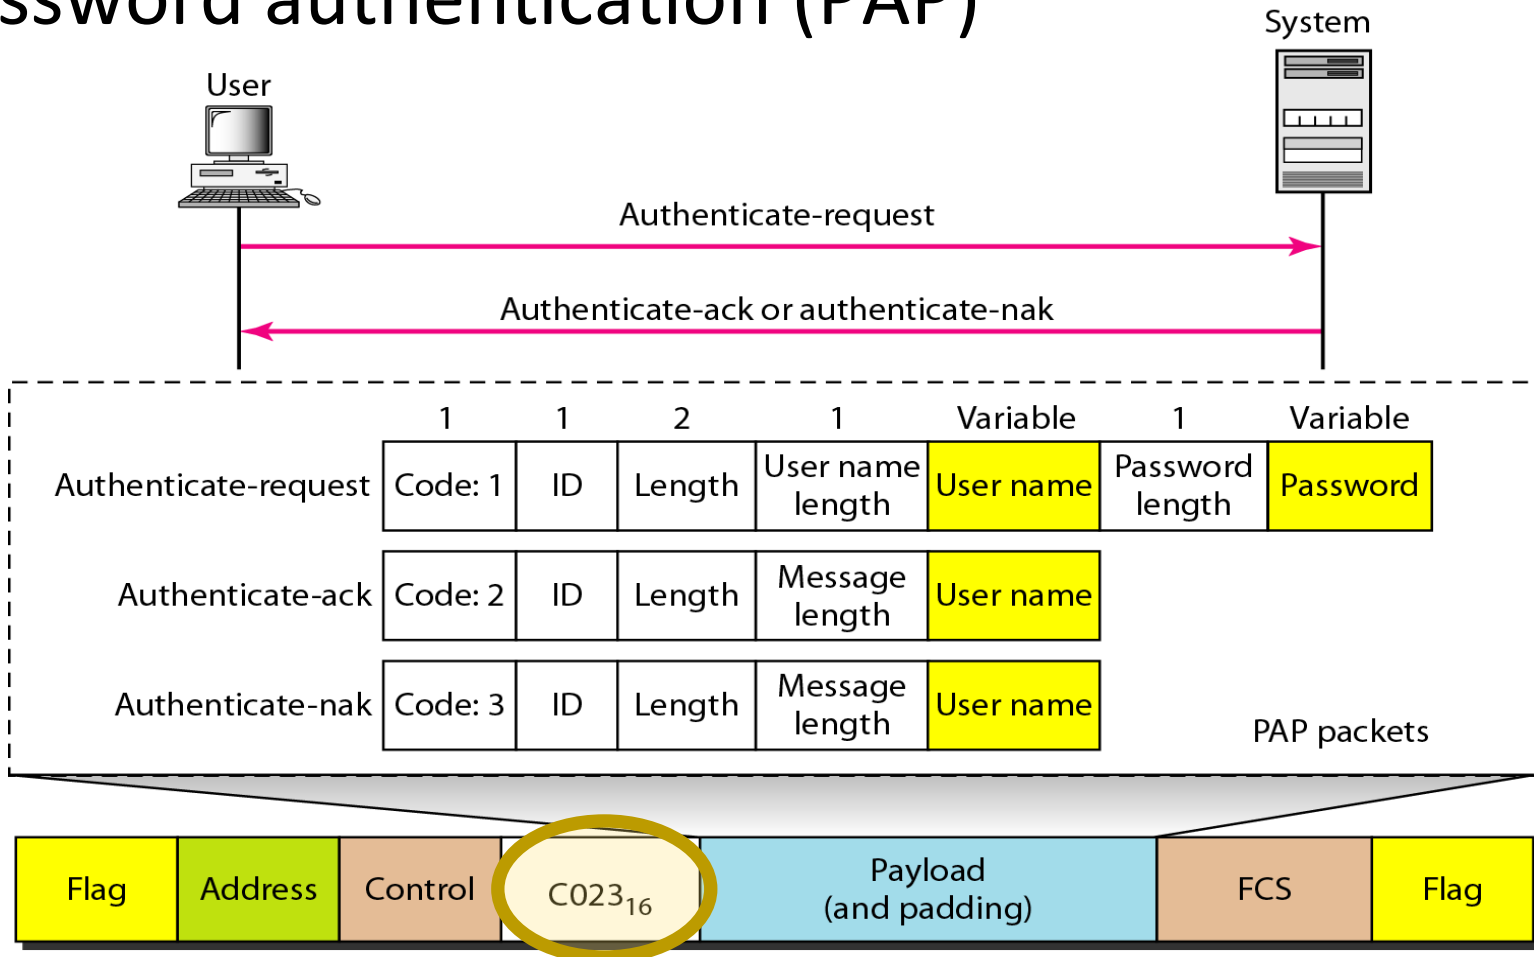 ssword authentication (PAP)
System
User
Authenticate-request
Authenticate-ack or authenticate-nak
1 1 2 1 Variable 1 Variable
Authenticate-request Code: 1 ID Length User name length User name Password length Password
Authenticate-ack Code: 2 ID Length Message length User name
Authenticate-nak Code: 3 ID Length Message length User name
PAP packets
Flag Address Control C023₁₆ Payload (and padding) FCS Flag